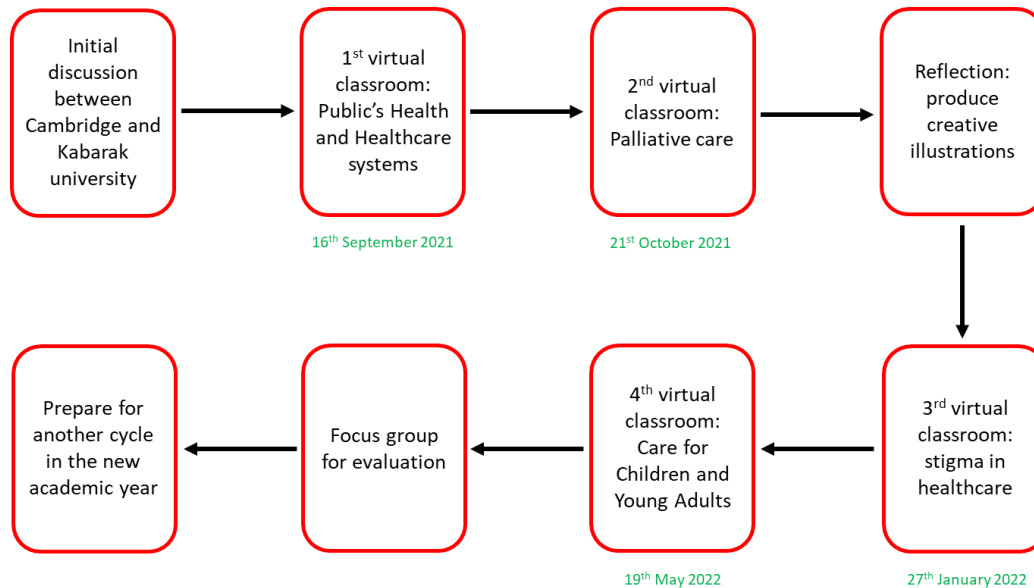 Initial
discussion
between
Cambridge and
Kabarak
university
1st virtual
classroom:
Public's Health
and Healthcare
systems
16th September 2021
2nd virtual
classroom:
Palliative care
21st October 2021
Reflection:
produce
creative
illustrations
3rd virtual
classroom:
stigma in
healthcare
27th January 2022
4th virtual
classroom:
Care for
Children and
Young Adults
19th May 2022
Focus group
for evaluation
Prepare for
another cycle
in the new
academic year